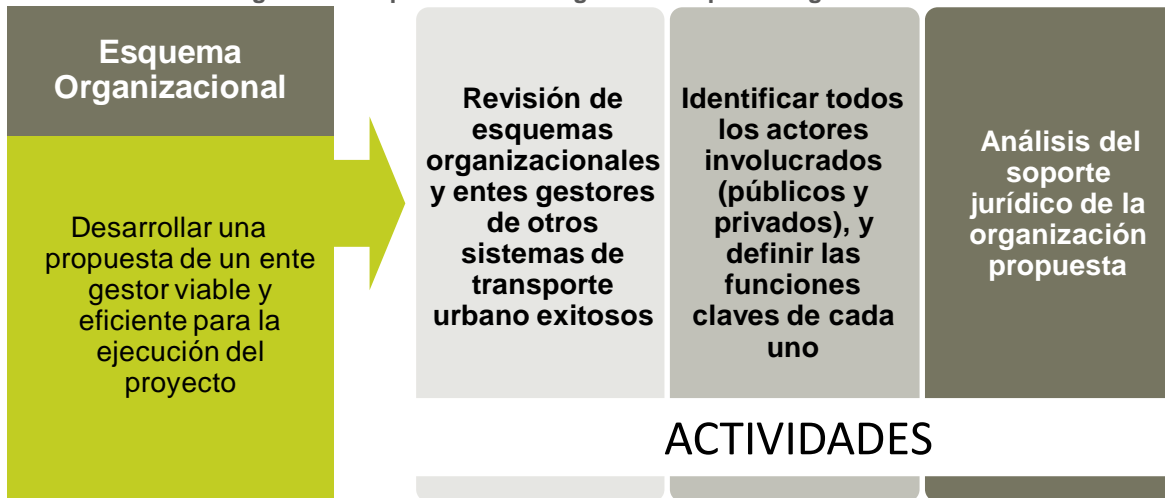 Esquema
Organizacional
Desarrollar una
propuesta de un ente
gestor viable y
eficiente para la
ejecución del
proyecto
Revisión de
esquemas
organizacionales
y entes gestores
de otros
sistemas de
transporte
urbano exitosos
Identificar todos
los actores
involucrados
(públicos y
privados), y
definir las
funciones
claves de cada
uno
Análisis del
soporte
jurídico de la
organización
propuesta
ACTIVIDADES